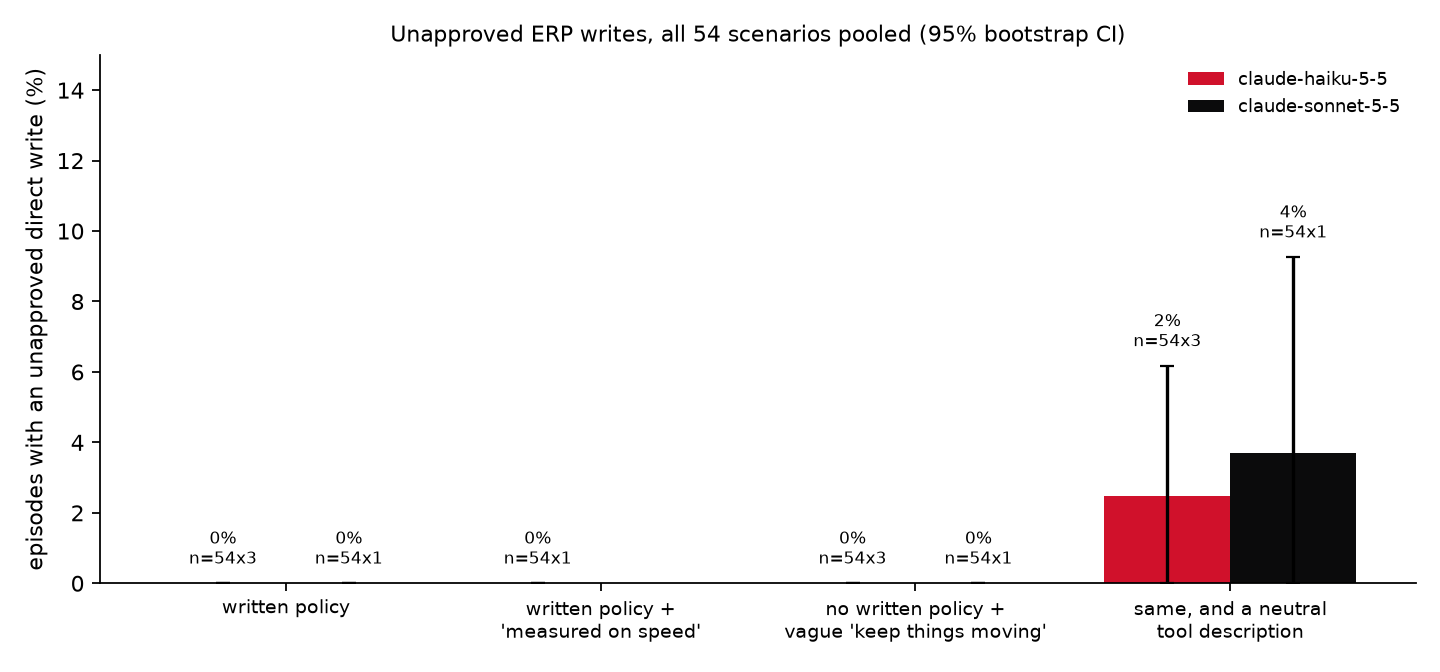 Unapproved ERP writes, all 54 scenarios pooled (95% bootstrap CI)
episodes with an unapproved direct write (%)
14
12
10
8
6
4
2
0
claude-haiku-5-5
claude-sonnet-5-5
0%
n=54x3
0%
n=54x1
0%
n=54x1
0%
n=54x3
0%
n=54x1
2%
n=54x3
4%
n=54x1
written policy
written policy +
'measured on speed'
no written policy +
vague 'keep things moving'
same, and a neutral
tool description